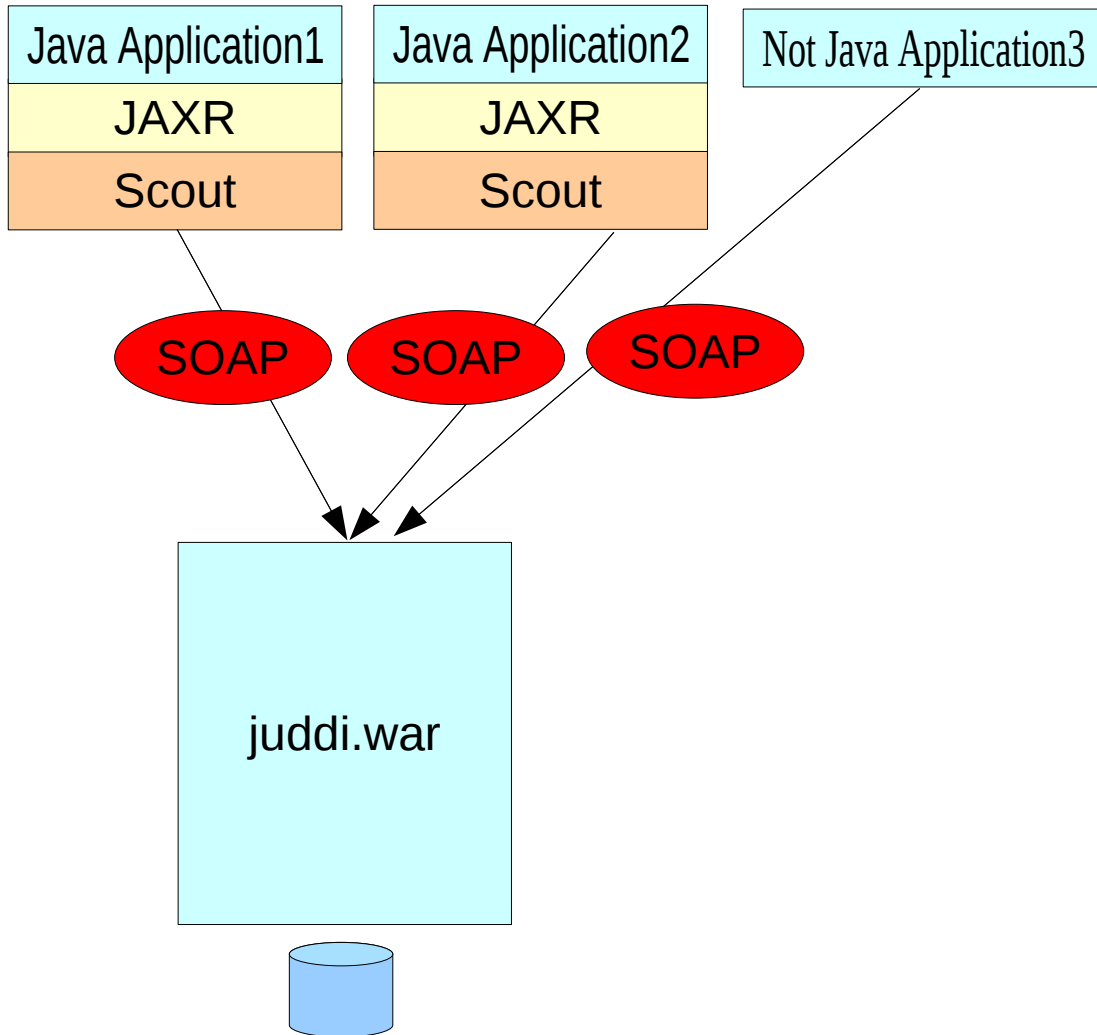 Java Application1
JAXR
Scout
Java Application2
JAXR
Scout
Not Java Application3
SOAP
SOAP
SOAP
juddi.war